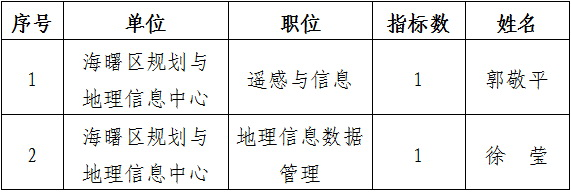 序号 单位 职位 指标数 姓名
1 海曙区规划与地理信息中心 遥感与信息 1 郭敬平
2 海曙区规划与地理信息中心 地理信息数据管理 1 徐 莹